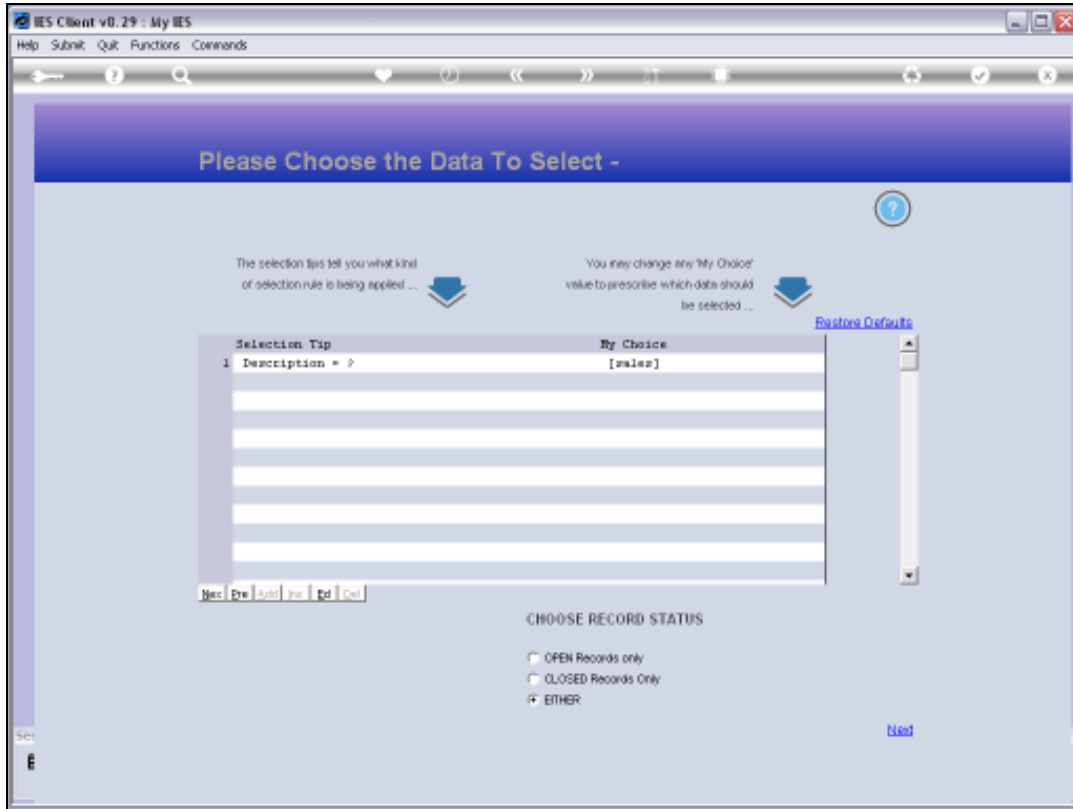 IES Client v8.29 : My IES
Help Submit Quit Functions Commands
Please Choose the Data To Select -
The selection tips tell you what kind
of selection rule is being applied ...
You may change any 'My Choice'
value to prescribe which data should
be selected ...
Restore Defaults
Selection Tip My Choice
1 Description = ? [sales]
Nex Pre Add Ins Ed Del
CHOOSE RECORD STATUS
OPEN Records only
CLOSED Records Only
EITHER
Next